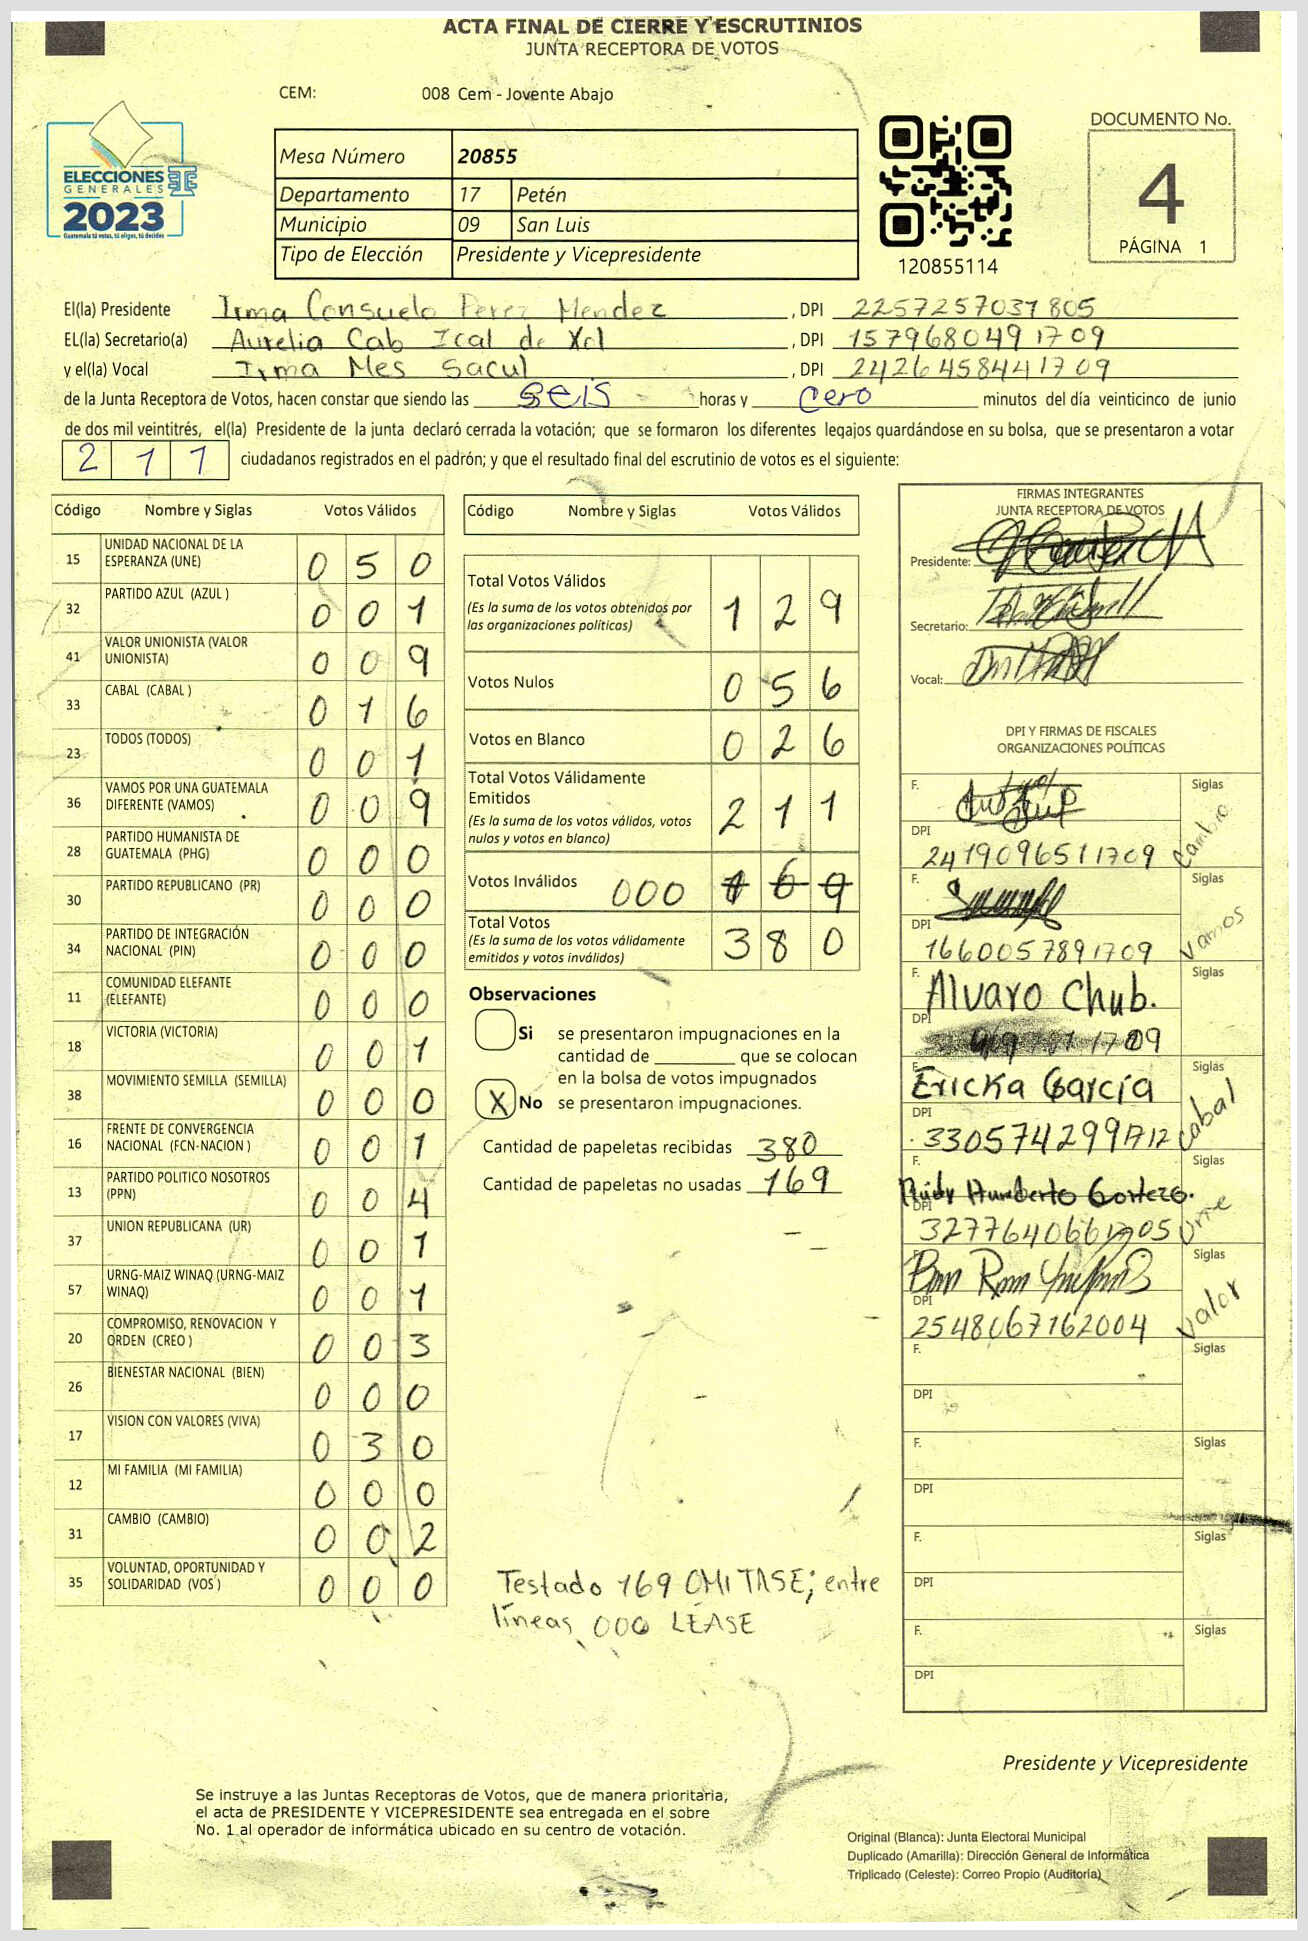 ACTA FINAL DE CIERRE Y ESCRUTINIOS
JUNTA RECEPTORA DE VOTOS
CEM: 008 Cem - Jovente Abajo
ELECCIONES
GENERALES
2023
Guatemala tú votas, tú eliges, tú decides
Mesa Número 20855
Departamento 17 Petén
Municipio 09 San Luis
Tipo de Elección Presidente y Vicepresidente
120855114
DOCUMENTO No.
4
PÁGINA 1
El(la) Presidente Irma Consuelo Perez Mendez , DPI 2257257031805
EL(la) Secretario(a) Aurelia Cab Ical de Xol , DPI 1579680491709
y el(la) Vocal Irma Mes Sacul , DPI 2426458441709
de la Junta Receptora de Votos, hacen constar que siendo las seis horas y cero minutos del día veinticinco de junio
de dos mil veintitrés, el(la) Presidente de la junta declaró cerrada la votación; que se formaron los diferentes legajos guardándose en su bolsa, que se presentaron a votar
211 ciudadanos registrados en el padrón; y que el resultado final del escrutinio de votos es el siguiente:
Código Nombre y Siglas Votos Válidos
15 UNIDAD NACIONAL DE LA ESPERANZA (UNE) 0 5 0
32 PARTIDO AZUL (AZUL ) 0 0 1
41 VALOR UNIONISTA (VALOR UNIONISTA) 0 0 9
33 CABAL (CABAL ) 0 1 6
23 TODOS (TODOS) 0 0 1
36 VAMOS POR UNA GUATEMALA DIFERENTE (VAMOS) 0 0 9
28 PARTIDO HUMANISTA DE GUATEMALA (PHG) 0 0 0
30 PARTIDO REPUBLICANO (PR) 0 0 0
34 PARTIDO DE INTEGRACIÓN NACIONAL (PIN) 0 0 0
11 COMUNIDAD ELEFANTE (ELEFANTE) 0 0 0
18 VICTORIA (VICTORIA) 0 0 1
38 MOVIMIENTO SEMILLA (SEMILLA) 0 0 0
16 FRENTE DE CONVERGENCIA NACIONAL (FCN-NACION ) 0 0 1
13 PARTIDO POLITICO NOSOTROS (PPN) 0 0 4
37 UNION REPUBLICANA (UR) 0 0 1
57 URNG-MAIZ WINAQ (URNG-MAIZ WINAQ) 0 0 1
20 COMPROMISO, RENOVACION Y ORDEN (CREO ) 0 0 3
26 BIENESTAR NACIONAL (BIEN) 0 0 0
17 VISION CON VALORES (VIVA) 0 3 0
12 MI FAMILIA (MI FAMILIA) 0 0 0
31 CAMBIO (CAMBIO) 0 0 2
35 VOLUNTAD, OPORTUNIDAD Y SOLIDARIDAD (VOS ) 0 0 0
Código Nombre y Siglas Votos Válidos
Total Votos Válidos 1 2 9
(Es la suma de los votos obtenidos por
las organizaciones políticas)
Votos Nulos 0 5 6
Votos en Blanco 0 2 6
Total Votos Válidamente
Emitidos 2 1 1
(Es la suma de los votos válidos, votos
nulos y votos en blanco)
Votos Inválidos 000 1 6 9
Total Votos 3 8 0
(Es la suma de los votos válidamente
emitidos y votos inválidos)
Observaciones
Si se presentaron impugnaciones en la
cantidad de que se colocan
en la bolsa de votos impugnados
X No se presentaron impugnaciones.
Cantidad de papeletas recibidas 380
Cantidad de papeletas no usadas 169
Testado 169 OMITASE; entre
líneas 000 LEASE
FIRMAS INTEGRANTES
JUNTA RECEPTORA DE VOTOS
Presidente:
Secretario:
Vocal:
DPI Y FIRMAS DE FISCALES
ORGANIZACIONES POLÍTICAS
F. Siglas
DPI 2419096511709 Cambio
F. Siglas
DPI 1660057891709 Vamos
F. Alvaro Chub. Siglas
DPI 1709
F. Ericka García Siglas
DPI 3305742991712 Cabal
F. Rudy Humberto Siglas
DPI 3277640661705 Une
F. Siglas
DPI 2548067162004 Valor
F. Siglas
DPI
F. Siglas
DPI
F. Siglas
DPI
F. Siglas
DPI
Presidente y Vicepresidente
Se instruye a las Juntas Receptoras de Votos, que de manera prioritaria,
el acta de PRESIDENTE Y VICEPRESIDENTE sea entregada en el sobre
No. 1 al operador de informática ubicado en su centro de votación.
Original (Blanca): Junta Electoral Municipal
Duplicado (Amarilla): Dirección General de Informática
Triplicado (Celeste): Correo Propio (Auditoría)